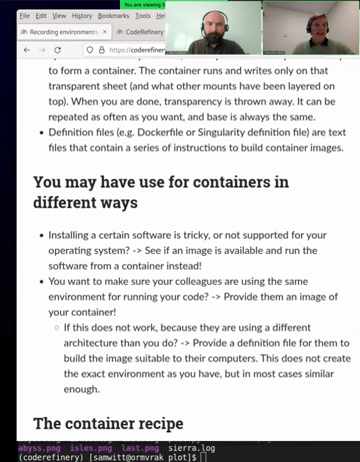 You are viewing S
File Edit View History Bookmarks Tools
Recording environments
CodeRefinery
https://coderefinery
to form a container. The container runs and writes only on that
transparent sheet (and what other mounts have been layered on
top). When you are done, transparency is thrown away. It can be
repeated as often as you want, and base is always the same.
• Definition files (e.g. Dockerfile or Singularity definition file) are text
files that contain a series of instructions to build container images.
You may have use for containers in
different ways
• Installing a certain software is tricky, or not supported for your
operating system? -> See if an image is available and run the
software from a container instead!
• You want to make sure your colleagues are using the same
environment for running your code? -> Provide them an image of
your container!
○ If this does not work, because they are using a different
architecture than you do? -> Provide a definition file for them to
build the image suitable to their computers. This does not create
the exact environment as you have, but in most cases similar
enough.
The container recipe
abyss.png isles.png last.png sierra.log
(coderefinery) [samwitt@ormvrak plot]$